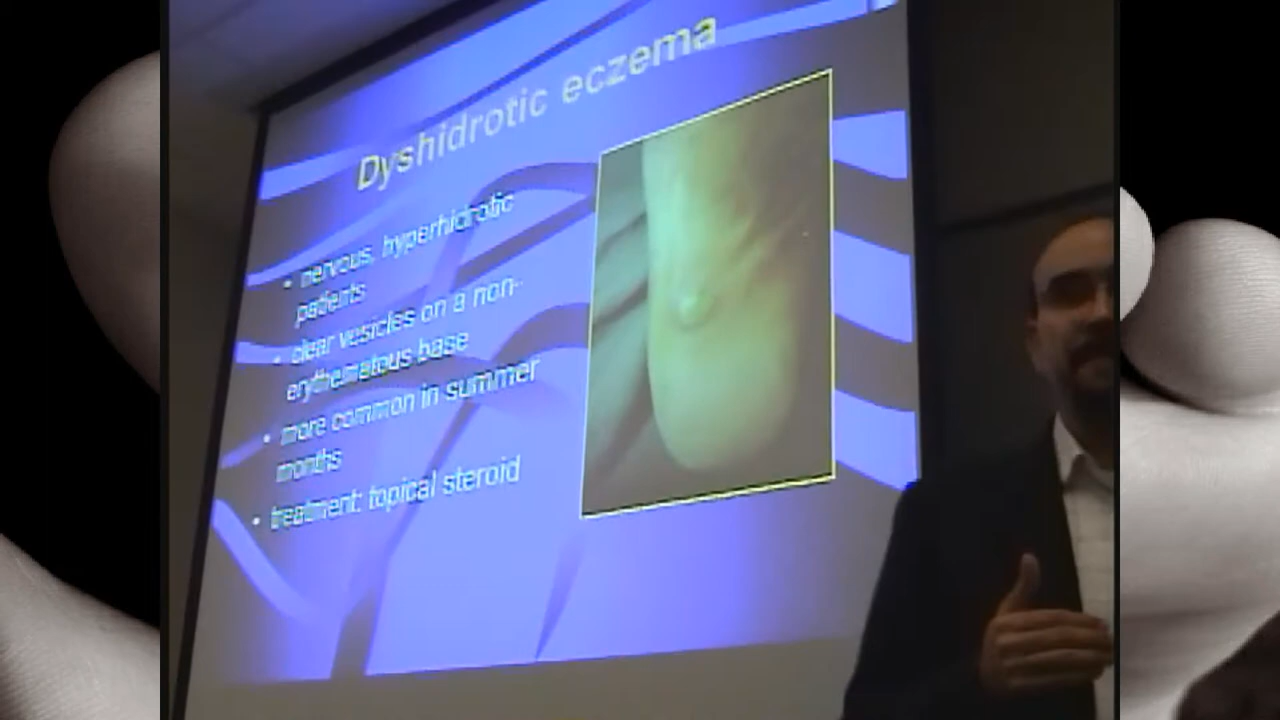 Dyshidrotic eczema
• nervous, hyperhidrotic
patients
• clear vesicles on a non-
erythematous base
• more common in summer
months
• treatment: topical steroid